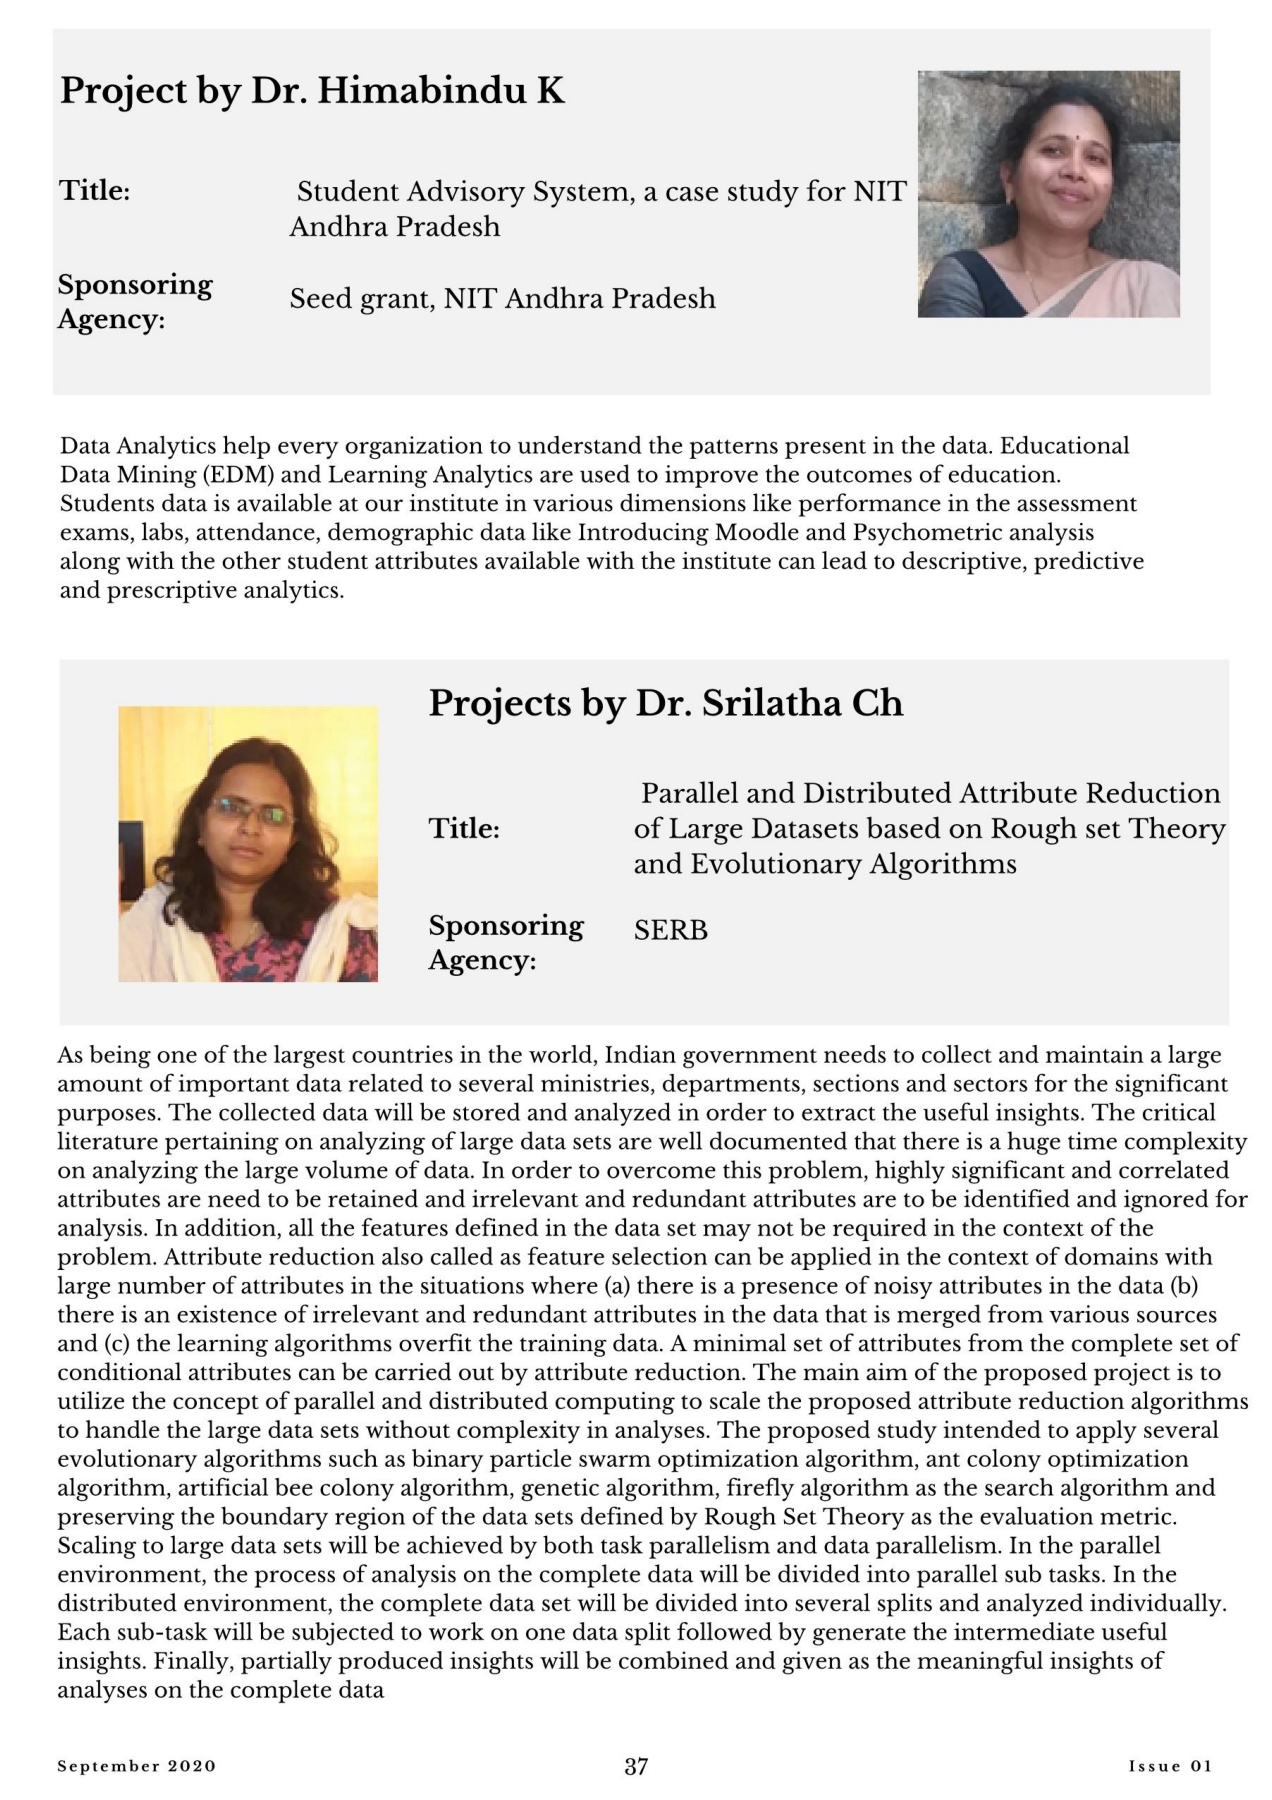 Project by Dr. Himabindu K
Title:
Student Advisory System, a case study for NIT
Andhra Pradesh
Sponsoring
Agency:
Seed grant, NIT Andhra Pradesh
Data Analytics help every organization to understand the patterns present in the data. Educational
Data Mining (EDM) and Learning Analytics are used to improve the outcomes of education.
Students data is available at our institute in various dimensions like performance in the assessment
exams, labs, attendance, demographic data like Introducing Moodle and Psychometric analysis
along with the other student attributes available with the institute can lead to descriptive, predictive
and prescriptive analytics.
Projects by Dr. Srilatha Ch
Title:
Parallel and Distributed Attribute Reduction
of Large Datasets based on Rough set Theory
and Evolutionary Algorithms
Sponsoring
Agency:
SERB
As being one of the largest countries in the world, Indian government needs to collect and maintain a large
amount of important data related to several ministries, departments, sections and sectors for the significant
purposes. The collected data will be stored and analyzed in order to extract the useful insights. The critical
literature pertaining on analyzing of large data sets are well documented that there is a huge time complexity
on analyzing the large volume of data. In order to overcome this problem, highly significant and correlated
attributes are need to be retained and irrelevant and redundant attributes are to be identified and ignored for
analysis. In addition, all the features defined in the data set may not be required in the context of the
problem. Attribute reduction also called as feature selection can be applied in the context of domains with
large number of attributes in the situations where (a) there is a presence of noisy attributes in the data (b)
there is an existence of irrelevant and redundant attributes in the data that is merged from various sources
and (c) the learning algorithms overfit the training data. A minimal set of attributes from the complete set of
conditional attributes can be carried out by attribute reduction. The main aim of the proposed project is to
utilize the concept of parallel and distributed computing to scale the proposed attribute reduction algorithms
to handle the large data sets without complexity in analyses. The proposed study intended to apply several
evolutionary algorithms such as binary particle swarm optimization algorithm, ant colony optimization
algorithm, artificial bee colony algorithm, genetic algorithm, firefly algorithm as the search algorithm and
preserving the boundary region of the data sets defined by Rough Set Theory as the evaluation metric.
Scaling to large data sets will be achieved by both task parallelism and data parallelism. In the parallel
environment, the process of analysis on the complete data will be divided into parallel sub tasks. In the
distributed environment, the complete data set will be divided into several splits and analyzed individually.
Each sub-task will be subjected to work on one data split followed by generate the intermediate useful
insights. Finally, partially produced insights will be combined and given as the meaningful insights of
analyses on the complete data
September 2020
37
Issue 01